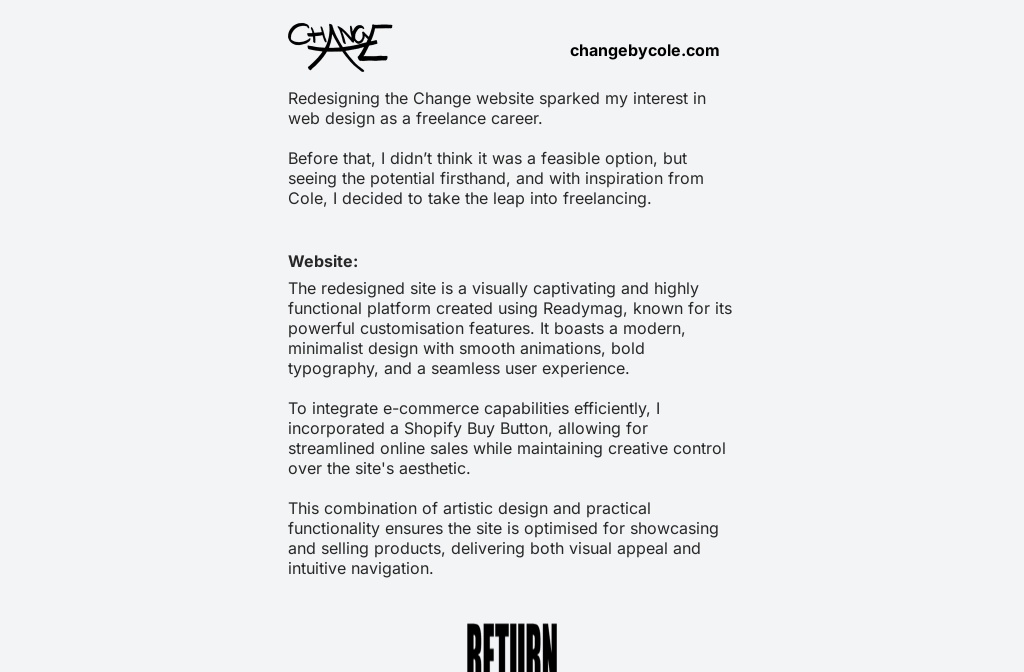 CHANGE
changebycole.com
Redesigning the Change website sparked my interest in
web design as a freelance career.
Before that, I didn’t think it was a feasible option, but
seeing the potential firsthand, and with inspiration from
Cole, I decided to take the leap into freelancing.
Website:
The redesigned site is a visually captivating and highly
functional platform created using Readymag, known for its
powerful customisation features. It boasts a modern,
minimalist design with smooth animations, bold
typography, and a seamless user experience.
To integrate e-commerce capabilities efficiently, I
incorporated a Shopify Buy Button, allowing for
streamlined online sales while maintaining creative control
over the site's aesthetic.
This combination of artistic design and practical
functionality ensures the site is optimised for showcasing
and selling products, delivering both visual appeal and
intuitive navigation.
RETURN